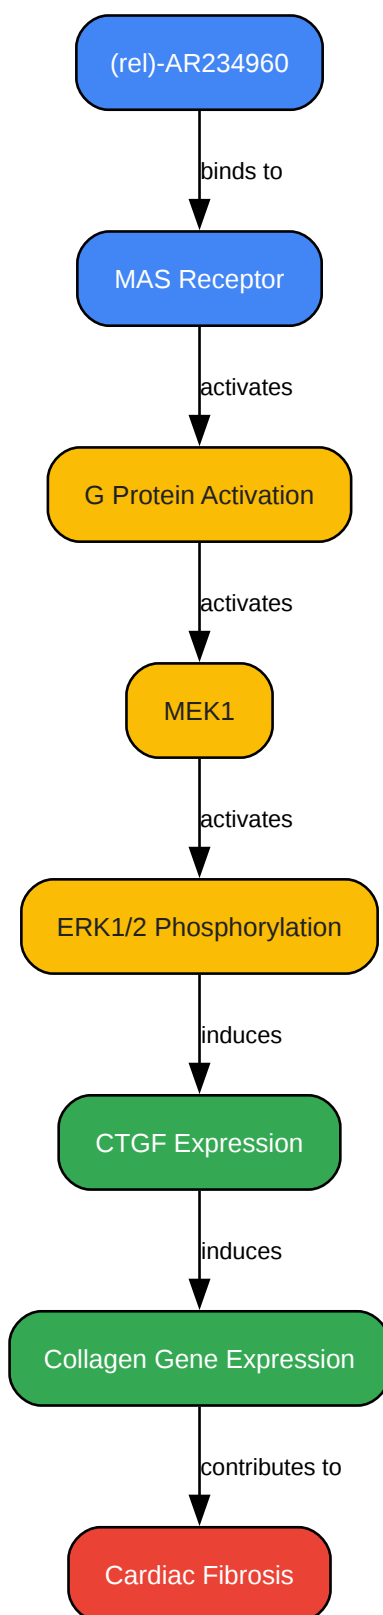 (rel)-AR234960
binds to
MAS Receptor
activates
G Protein Activation
activates
MEK1
activates
ERK1/2 Phosphorylation
induces
CTGF Expression
induces
Collagen Gene Expression
contributes to
Cardiac Fibrosis